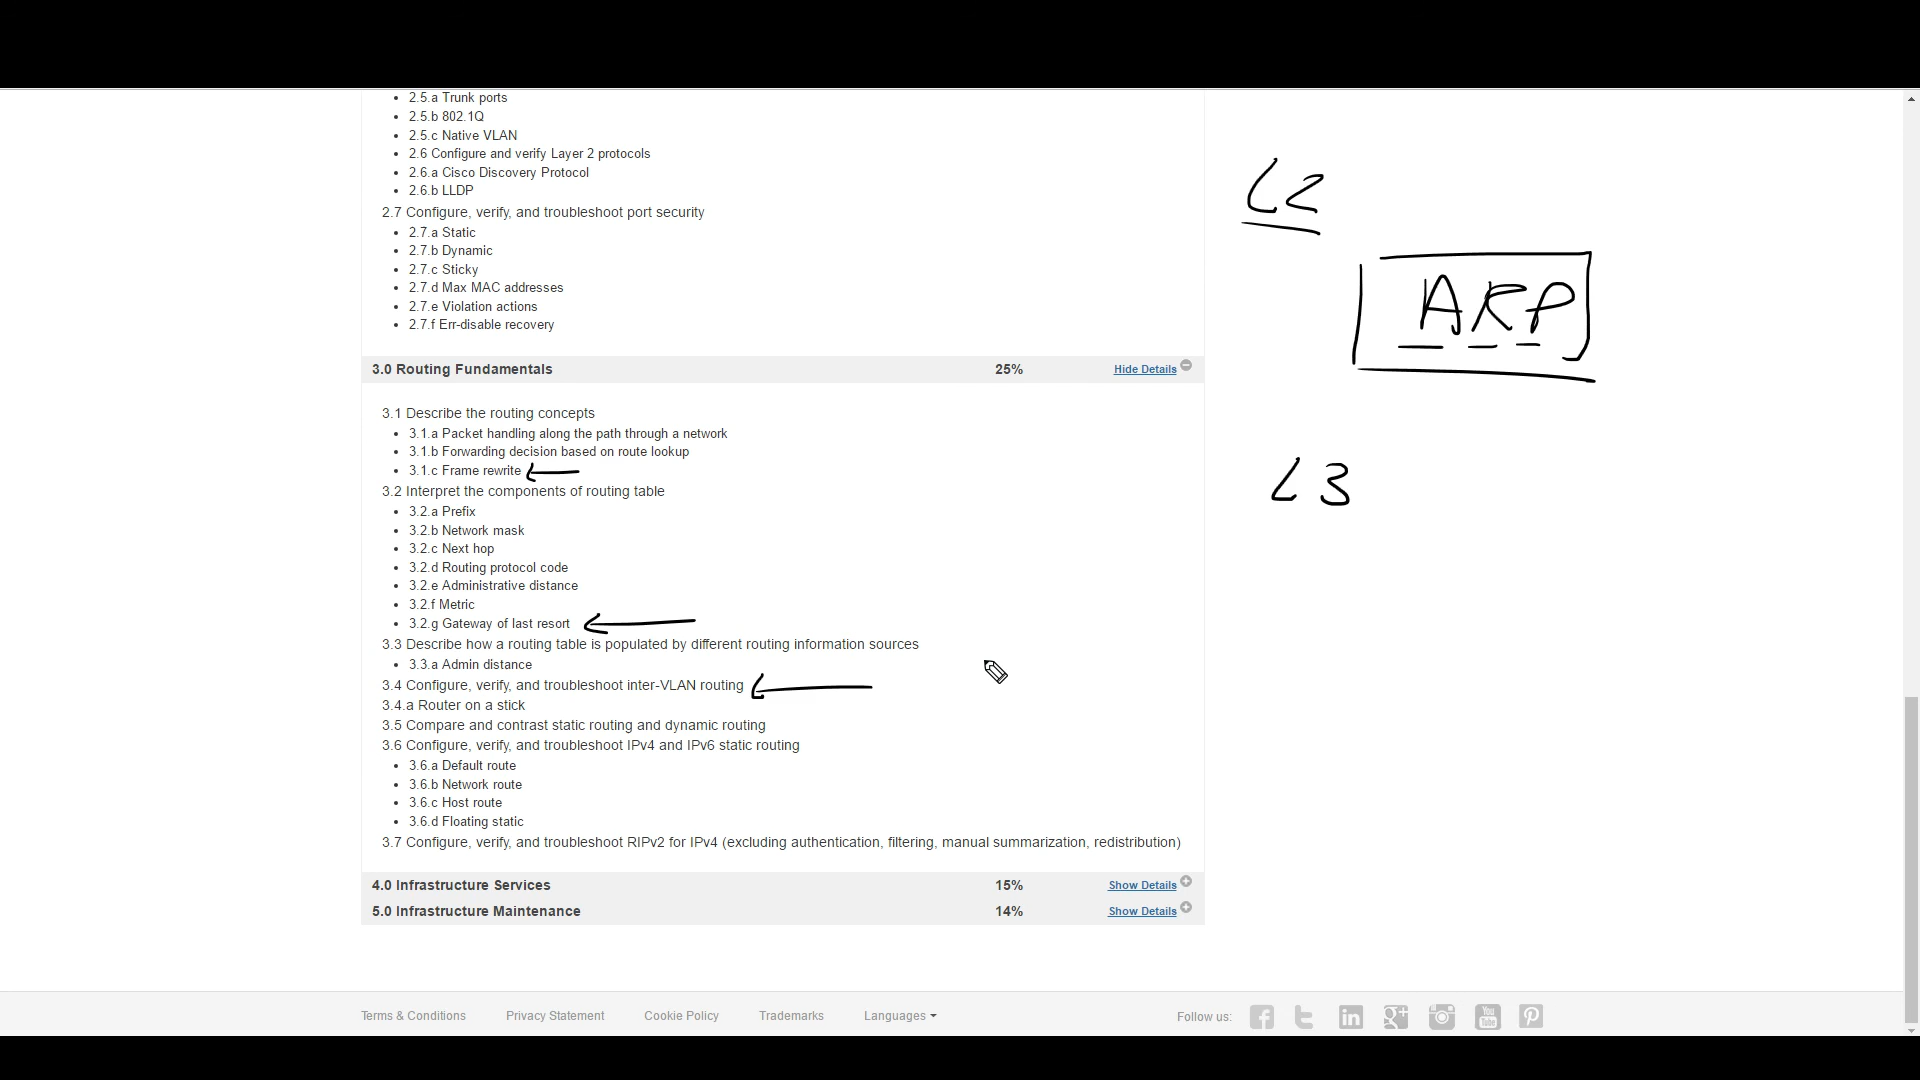 2.5.a Trunk ports
2.5.b 802.1Q
2.5.c Native VLAN
2.6 Configure and verify Layer 2 protocols
2.6.a Cisco Discovery Protocol
2.6.b LLDP
2.7 Configure, verify, and troubleshoot port security
2.7.a Static
2.7.b Dynamic
2.7.c Sticky
2.7.d Max MAC addresses
2.7.e Violation actions
2.7.f Err-disable recovery
3.0 Routing Fundamentals 25% Hide Details
3.1 Describe the routing concepts
3.1.a Packet handling along the path through a network
3.1.b Forwarding decision based on route lookup
3.1.c Frame rewrite
3.2 Interpret the components of routing table
3.2.a Prefix
3.2.b Network mask
3.2.c Next hop
3.2.d Routing protocol code
3.2.e Administrative distance
3.2.f Metric
3.2.g Gateway of last resort
3.3 Describe how a routing table is populated by different routing information sources
3.3.a Admin distance
3.4 Configure, verify, and troubleshoot inter-VLAN routing
3.4.a Router on a stick
3.5 Compare and contrast static routing and dynamic routing
3.6 Configure, verify, and troubleshoot IPv4 and IPv6 static routing
3.6.a Default route
3.6.b Network route
3.6.c Host route
3.6.d Floating static
3.7 Configure, verify, and troubleshoot RIPv2 for IPv4 (excluding authentication, filtering, manual summarization, redistribution)
4.0 Infrastructure Services 15% Show Details
5.0 Infrastructure Maintenance 14% Show Details
L2
ARP
L3
Terms & Conditions Privacy Statement Cookie Policy Trademarks Languages Follow us: f t in g+ You Tube P